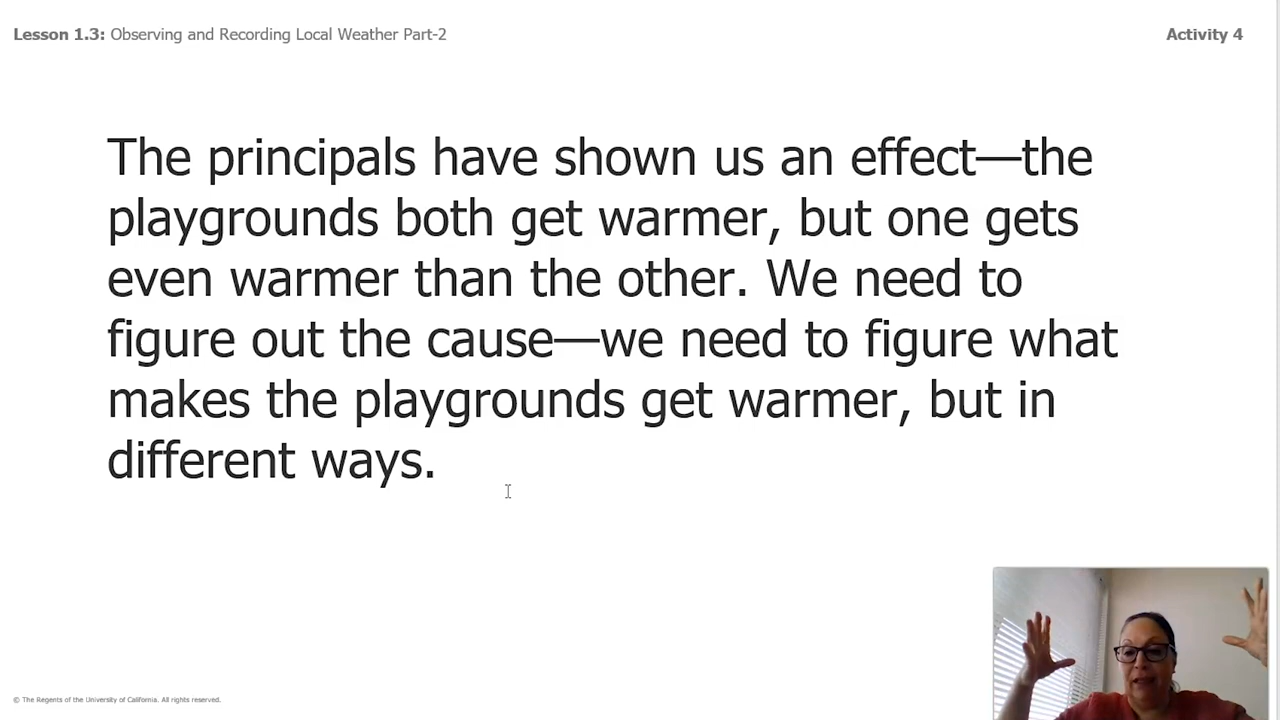 Lesson 1.3: Observing and Recording Local Weather Part-2
Activity 4
The principals have shown us an effect—the
playgrounds both get warmer, but one gets
even warmer than the other. We need to
figure out the cause—we need to figure what
makes the playgrounds get warmer, but in
different ways.
© The Regents of the University of California. All rights reserved.